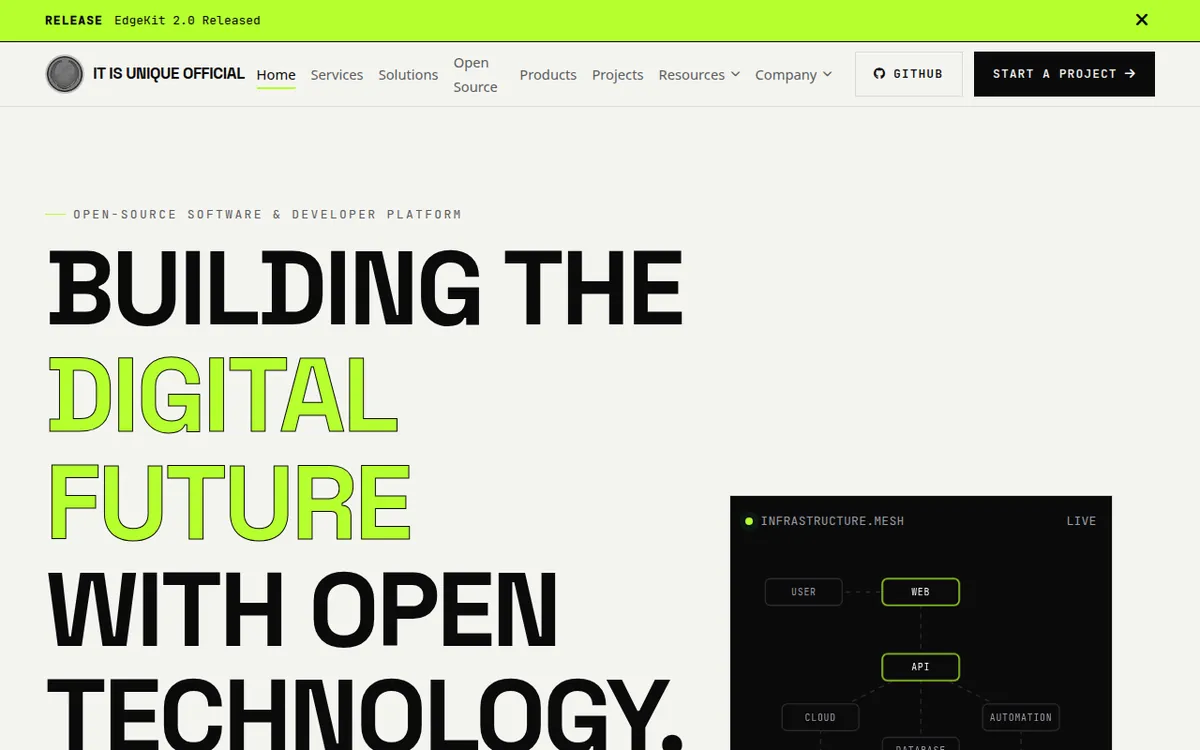 RELEASE EdgeKit 2.0 Released
IT IS UNIQUE OFFICIAL
Home
Services
Solutions
Open
Source
Products
Projects
Resources
Company
GITHUB
START A PROJECT →
OPEN-SOURCE SOFTWARE & DEVELOPER PLATFORM
BUILDING THE
DIGITAL
FUTURE
WITH OPEN
TECHNOLOGY.
INFRASTRUCTURE.MESH
LIVE
USER
WEB
API
CLOUD
AUTOMATION
DATABASE